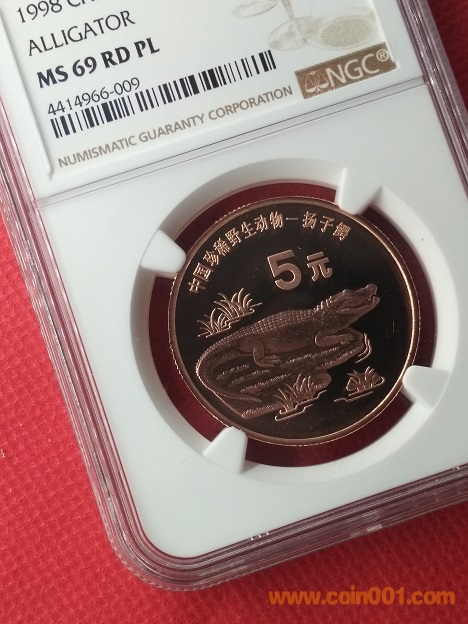 1998
ALLIGATOR
MS 69 RD PL
4414966-009
NGC
NUMISMATIC GUARANTY CORPORATION
中国珍稀野生动物—扬子鳄
5元
www.coin001.com